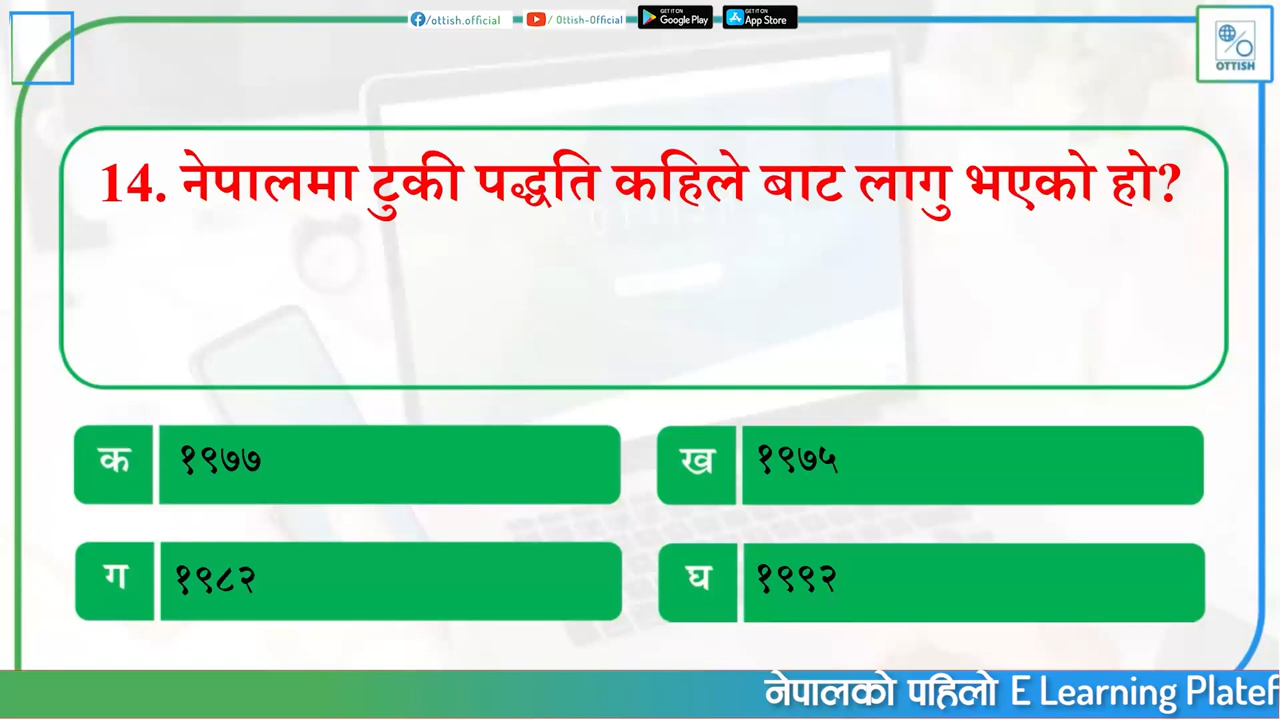 /ottish.official
/ Ottish-Official
GET IT ON
Google Play
GET IT ON
App Store
OTTISH
14. नेपालमा टुकी पद्धति कहिले बाट लागु भएको हो?
क १९७७
ख १९७५
ग १९८२
घ १९९२
नेपालको पहिलो E Learning Platef